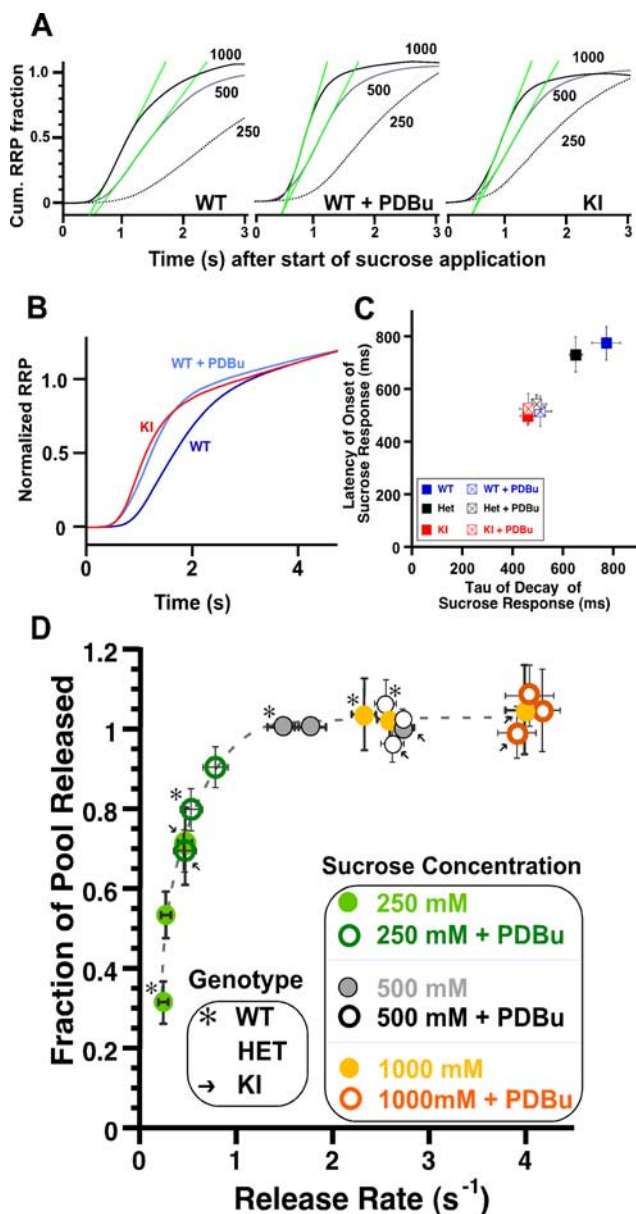 A
Cum. RRP fraction
1.0
0.5
0
1000
500
250
WT
0 1 2 3
1000
500
250
WT + PDBu
0 1 2 3
1000
500
250
KI
0 1 2 3
Time (s) after start of sucrose application
B
Normalized RRP
1.0
0.5
0
WT + PDBu
KI
WT
0 2 4
Time (s)
C
Latency of Onset of
Sucrose Response (ms)
800
600
400
200
0
WT WT + PDBu
Het Het + PDBu
KI KI + PDBu
0 200 400 600 800
Tau of Decay of
Sucrose Response (ms)
D
Fraction of Pool Released
1.2
1
0.8
0.6
0.4
0.2
0
* * * * * *
Genotype
* WT
HET
➔ KI
Sucrose Concentration
250 mM
250 mM + PDBu
500 mM
500 mM + PDBu
1000 mM
1000mM + PDBu
0 1 2 3 4
Release Rate (s⁻¹)